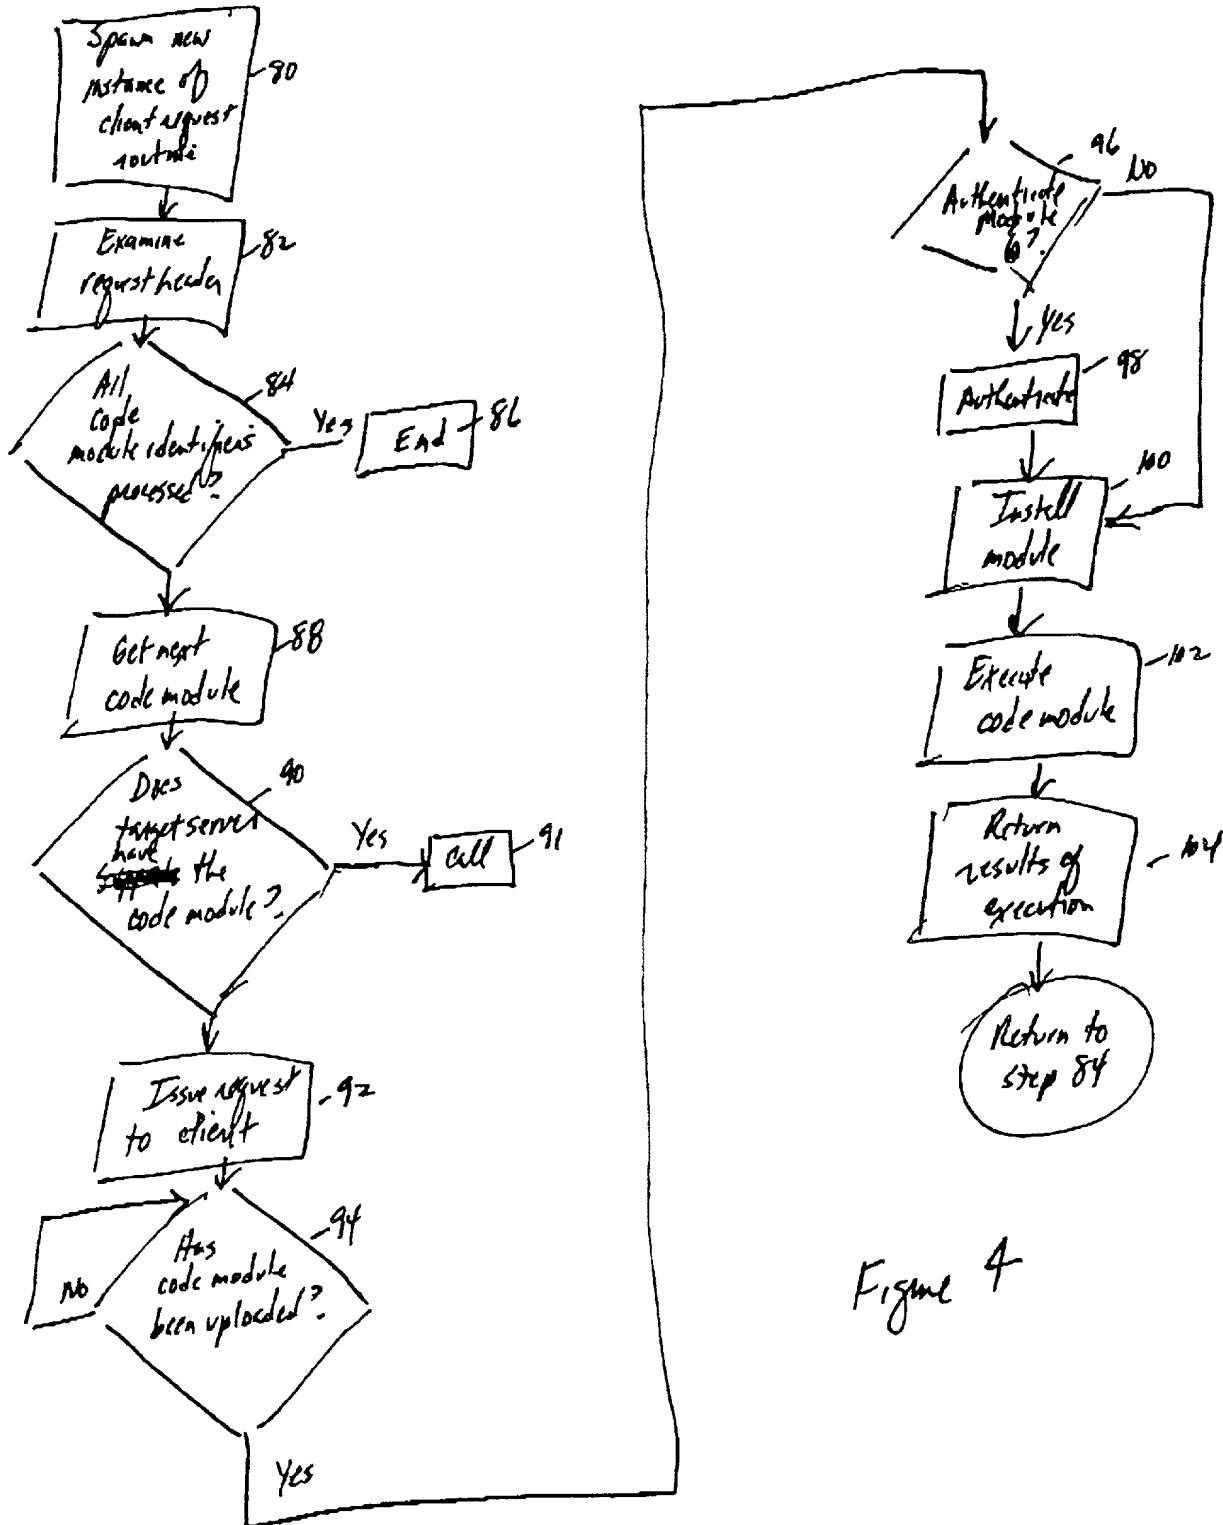 Spawn new
instance of
client request
routine
80
Examine
request header
82
All
code
module identifiers
processed?
84
Yes
End
86
Get next
code module
88
Does
target server
have
the
code module?
90
Yes
Call
91
Issue request
to client
92
Has
code module
been uploaded?
94
No
Yes
Authenticate
Module
?
96
No
Yes
Authenticate
98
Install
module
100
Execute
code module
102
Return
results of
execution
104
Return to
step 84
Figure 4